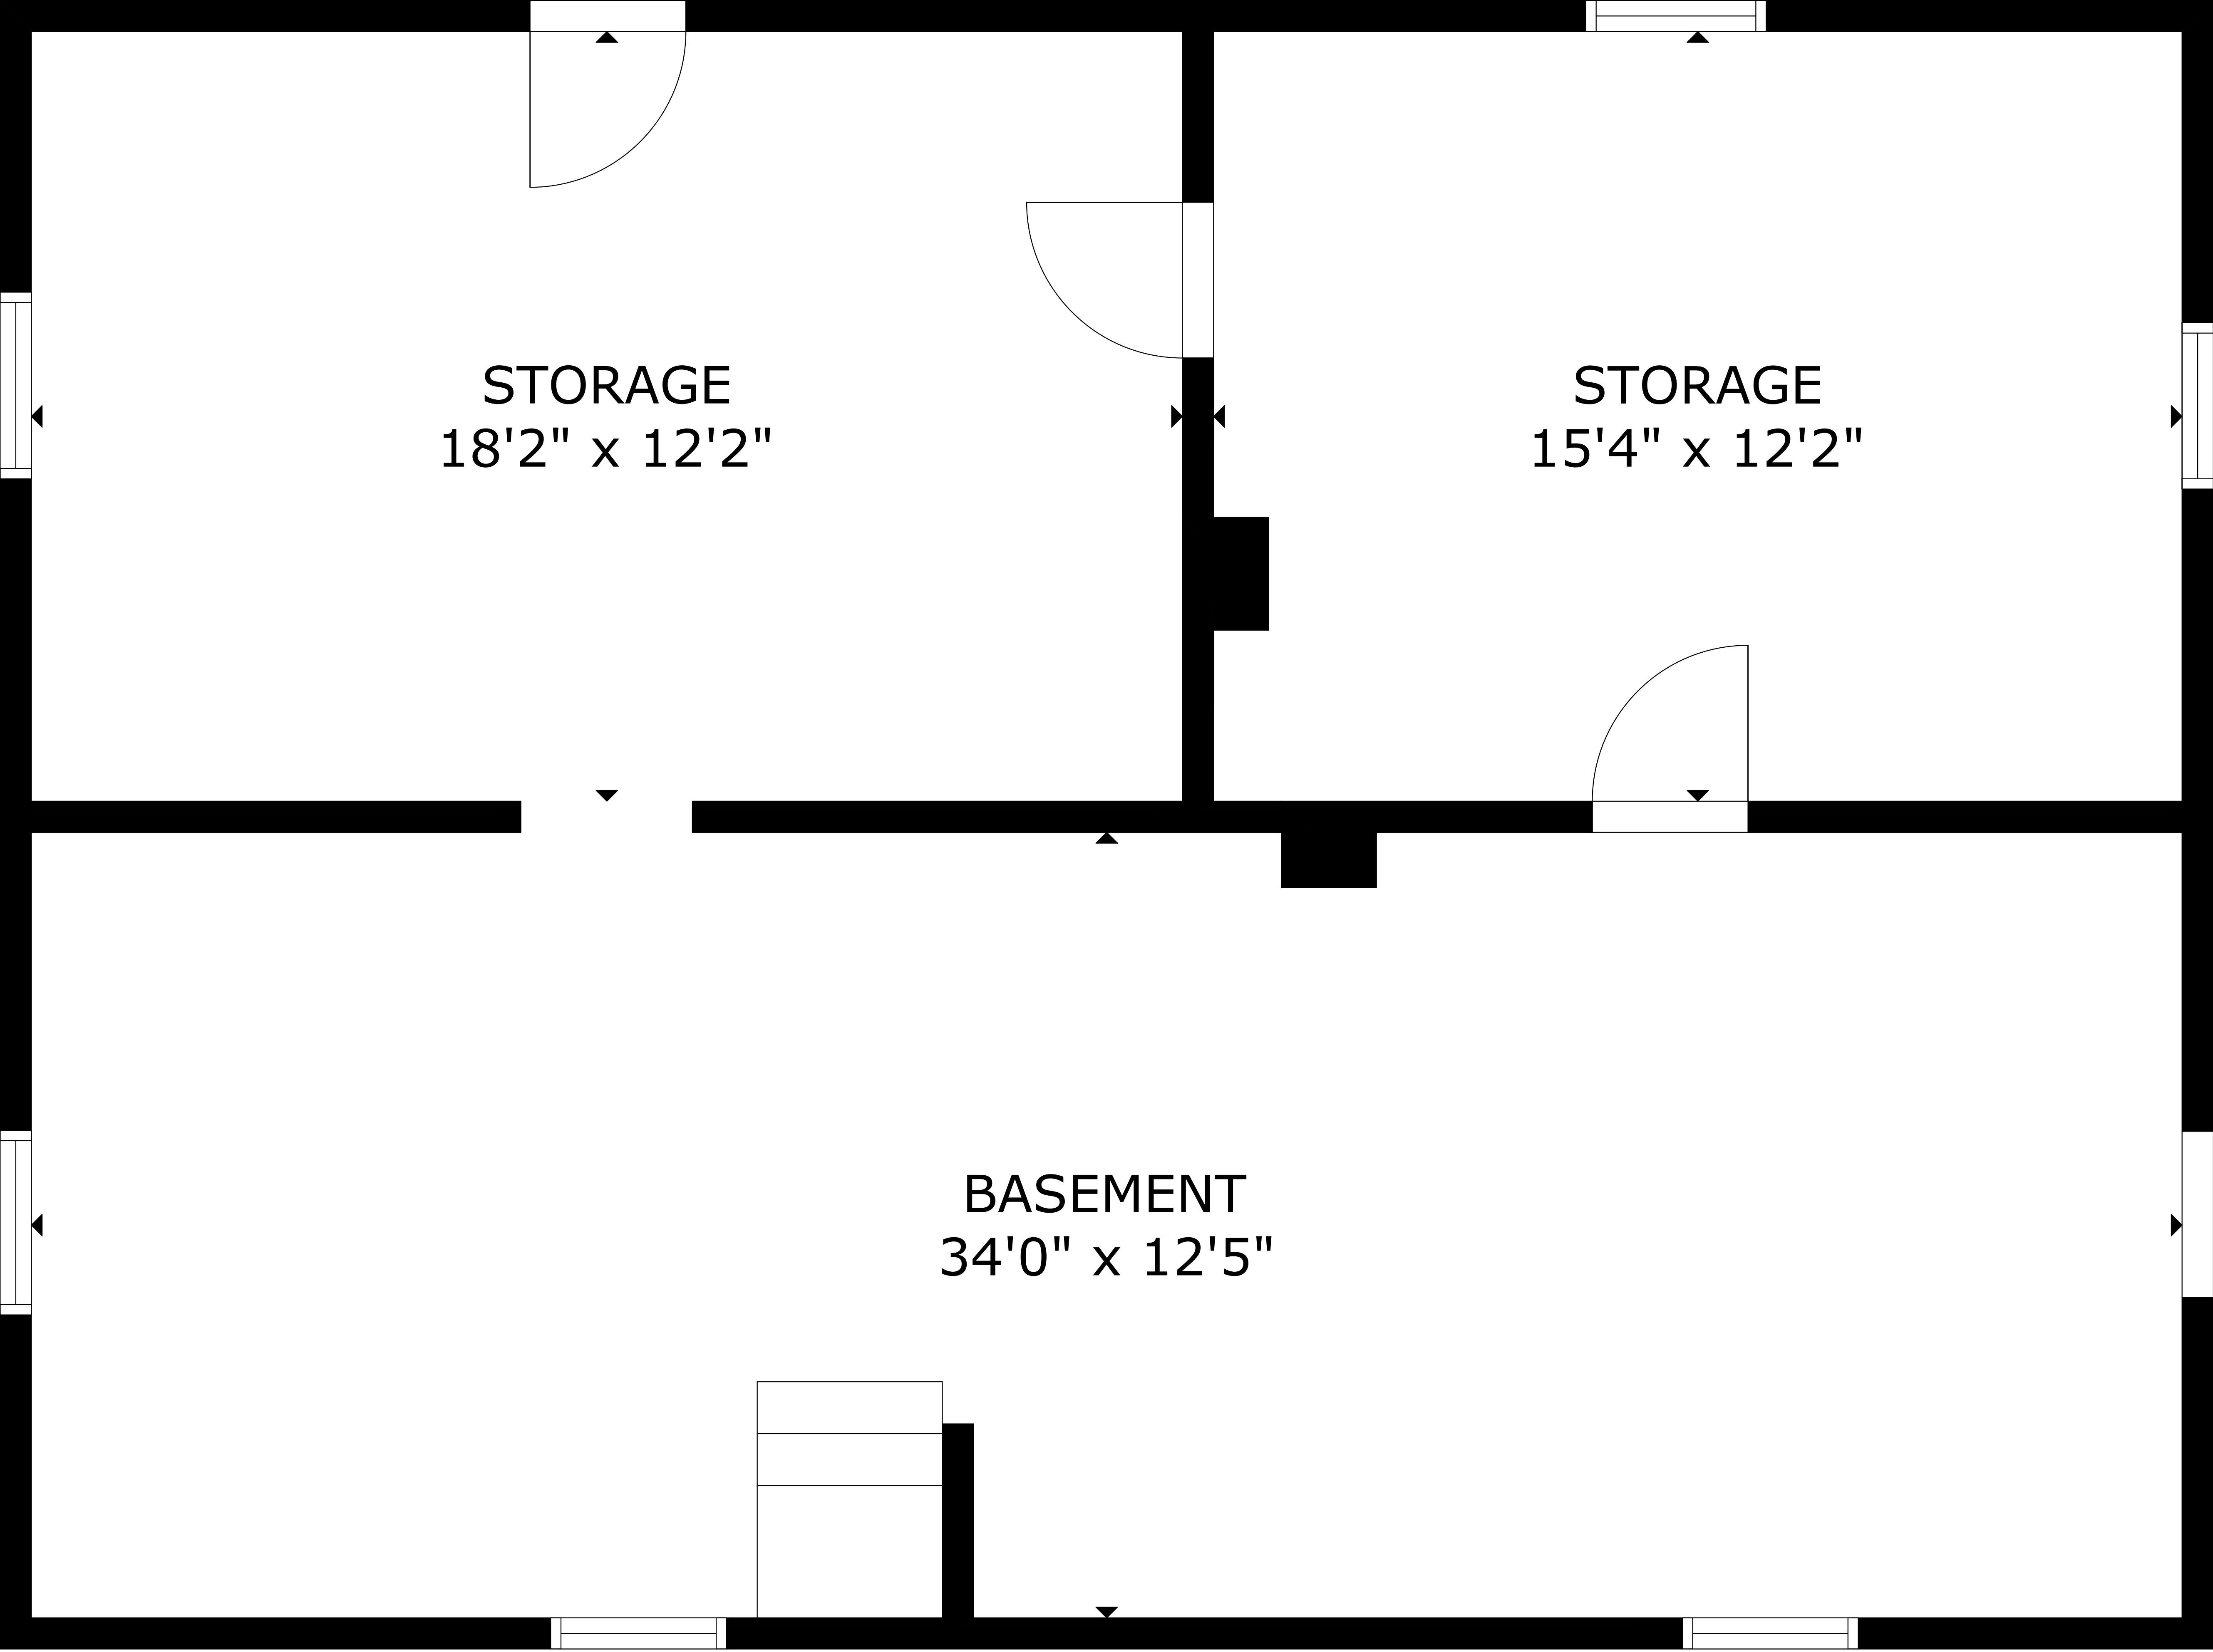 STORAGE
18'2" x 12'2"
STORAGE
15'4" x 12'2"
BASEMENT
34'0" x 12'5"